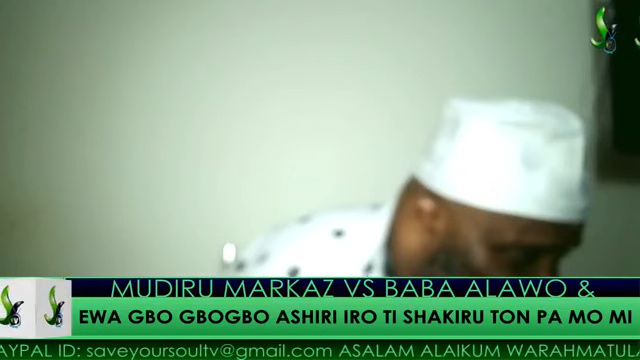 MUDIRU MARKAZ VS BABA ALAWO &
EWA GBO GBOGBO ASHIRI IRO TI SHAKIRU TON PA MO MI
AYPAL ID: saveyoursoultv@gmail.com ASALAM ALAIKUM WARAHMATUL